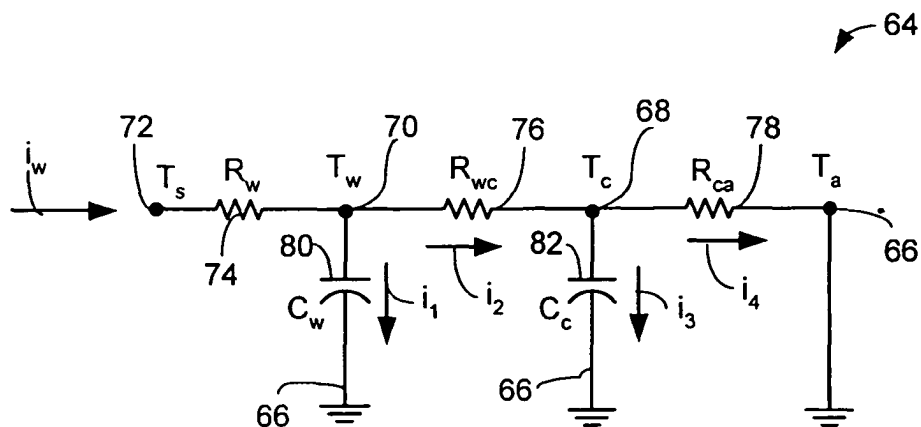 64
72
70
76
68
78
i_w
T_s
R_w
T_w
R_wc
T_c
R_ca
T_a
74
80
82
66
C_w
i_1
i_2
C_c
i_3
i_4
66
66